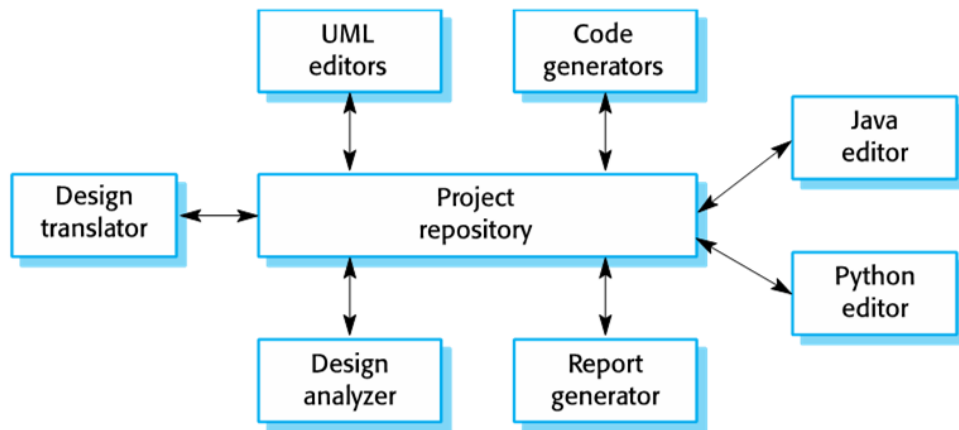 UML
editors
Code
generators
Java
editor
Design
translator
Project
repository
Python
editor
Design
analyzer
Report
generator